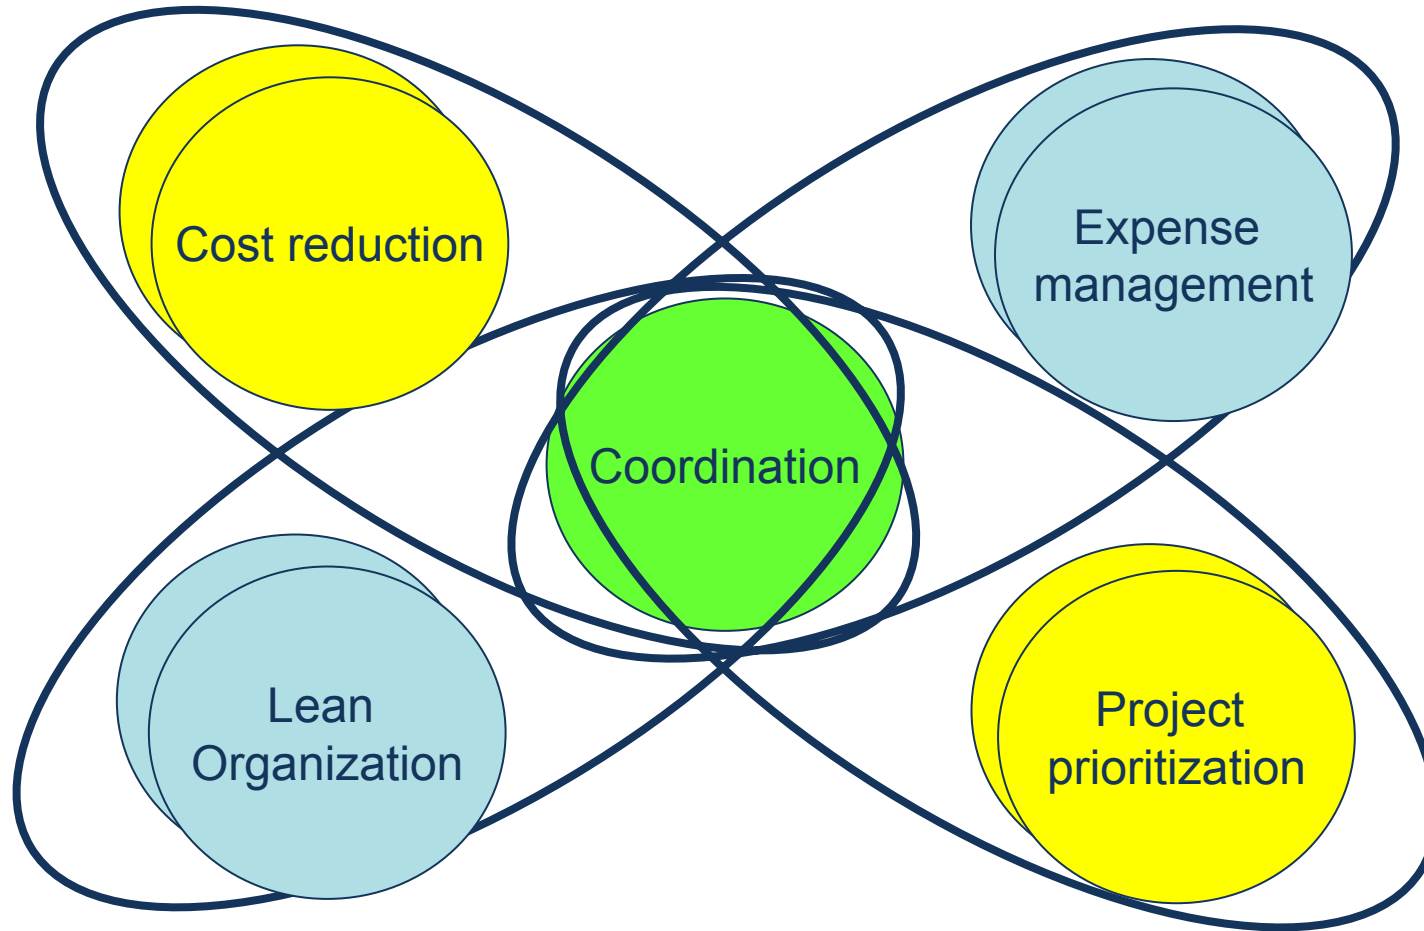 Cost reduction
Expense
management
Coordination
Lean
Organization
Project
prioritization